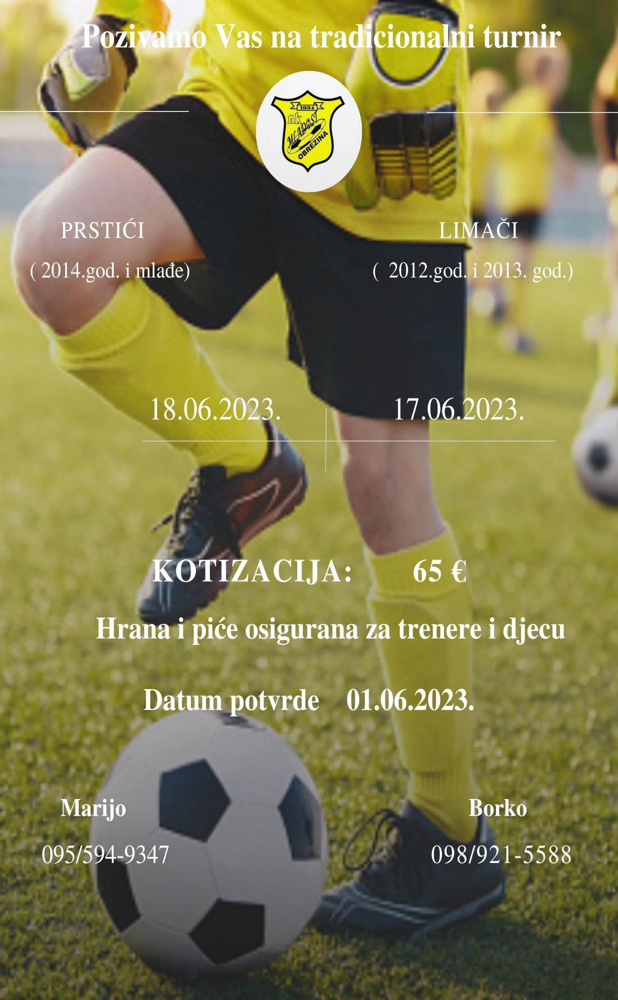 Pozivamo Vas na tradicionalni turnir
1934
nk
MLADOST
OBREZINA
PRSTIĆI
LIMAČI
( 2014.god. i mlađe)
( 2012.god. i 2013. god.)
18.06.2023.
17.06.2023.
KOTIZACIJA: 65 €
Hrana i piće osigurana za trenere i djecu
Datum potvrde 01.06.2023.
Marijo
Borko
095/594-9347
098/921-5588